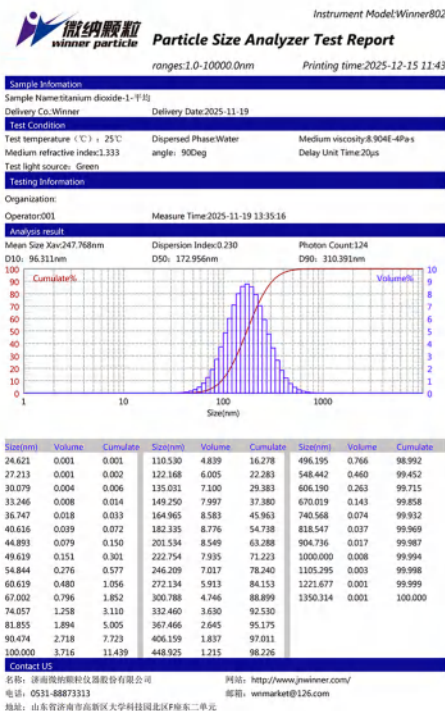 Instrument Model:Winner802
微纳颗粒
winner particle
Particle Size Analyzer Test Report
ranges:1.0-10000.0nm Printing time:2025-12-15 11:43
Sample Infomation
Sample Name:titanium dioxide-1-平均
Delivery Co.:Winner Delivery Date:2025-11-19
Test Condition
Test temperature（℃）：25℃ Dispersed Phase:Water Medium viscosity:8.904E-4Pa·s
Medium refractive index:1.333 angle：90Deg Delay Unit Time:20μs
Test light source：Green
Testing Information
Organization:
Operator:001 Measure Time:2025-11-19 13:35:16
Analysis result
Mean Size Xav:247.768nm Dispersion Index:0.230 Photon Count:124
D10：96.311nm D50：172.956nm D90：310.391nm
Cumulate% Volume%
100 10
90 9
80 8
70 7
60 6
50 5
40 4
30 3
20 2
10 1
0 0
1 10 100 1000
Size(nm)
Size(nm) Volume Cumulate Size(nm) Volume Cumulate Size(nm) Volume Cumulate
24.621 0.001 0.001 110.530 4.839 16.278 496.195 0.766 98.992
27.213 0.001 0.002 122.168 6.005 22.283 548.442 0.460 99.452
30.079 0.004 0.006 135.031 7.100 29.383 606.190 0.263 99.715
33.246 0.008 0.014 149.250 7.997 37.380 670.019 0.143 99.858
36.747 0.018 0.033 164.965 8.583 45.963 740.568 0.074 99.932
40.616 0.039 0.072 182.335 8.776 54.738 818.547 0.037 99.969
44.893 0.079 0.150 201.534 8.549 63.288 904.736 0.017 99.987
49.619 0.151 0.301 222.754 7.935 71.223 1000.000 0.008 99.994
54.844 0.276 0.577 246.209 7.017 78.240 1105.295 0.003 99.998
60.619 0.480 1.056 272.134 5.913 84.153 1221.677 0.001 99.999
67.002 0.796 1.852 300.788 4.746 88.899 1350.314 0.001 100.000
74.057 1.258 3.110 332.460 3.630 92.530
81.855 1.894 5.005 367.466 2.645 95.175
90.474 2.718 7.723 406.159 1.837 97.011
100.000 3.716 11.439 448.925 1.215 98.226
Contact US
名称：济南微纳颗粒仪器股份有限公司 网站：http://www.jnwinner.com/
电话：0531-88873313 邮箱：wnmarket@126.com
地址：山东省济南市高新区大学科技园北区F座东二单元